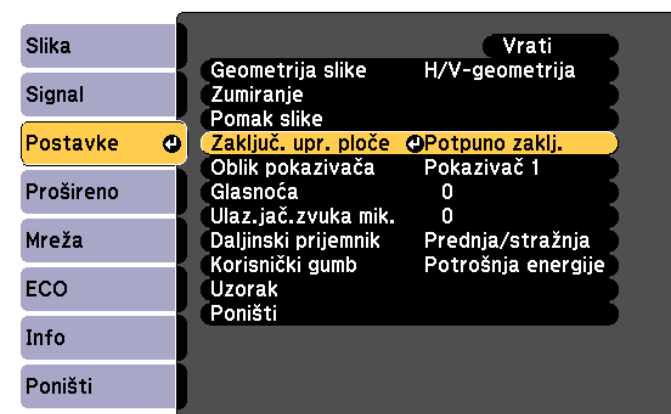 Slika
Signal
Postavke
Prošireno
Mreža
ECO
Info
Poništi
Vrati
Geometrija slike H/V-geometrija
Zumiranje
Pomak slike
Zaključ. upr. ploče Potpuno zaklj.
Oblik pokazivača Pokazivač 1
Glasnoća 0
Ulaz.jač.zvuka mik. 0
Daljinski prijemnik Prednja/stražnja
Korisnički gumb Potrošnja energije
Uzorak
Poništi